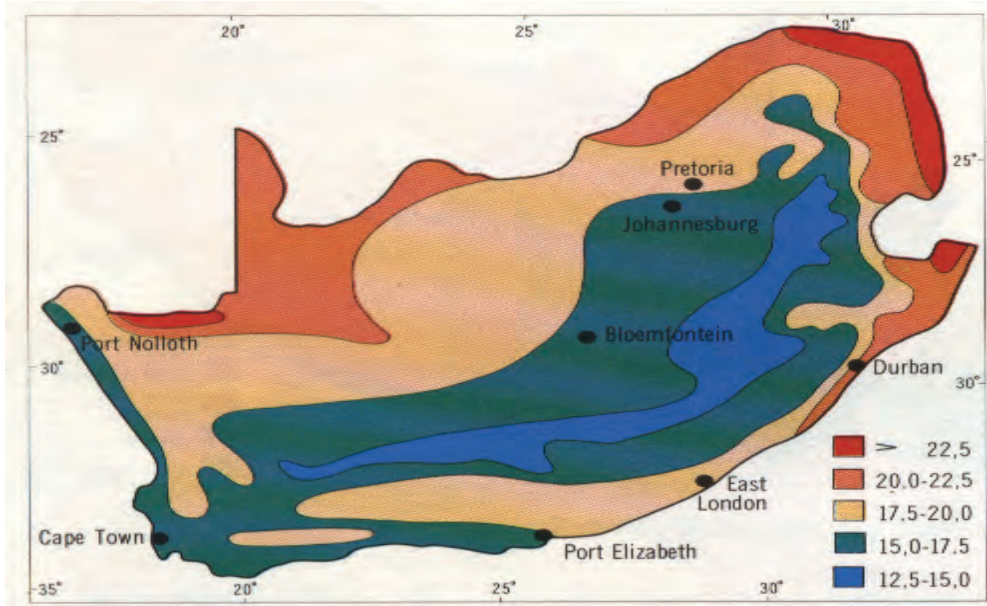 20°
25°
30°
25°
25°
Pretoria
Johannesburg
Port Nolloth
Bloemfontein
30°
30°
Durban
> 22,5
20.0-22,5
17,5-20,0
15,0-17.5
12,5-15,0
East
London
Cape Town
Port Elizabeth
35°
20°
25°
30°